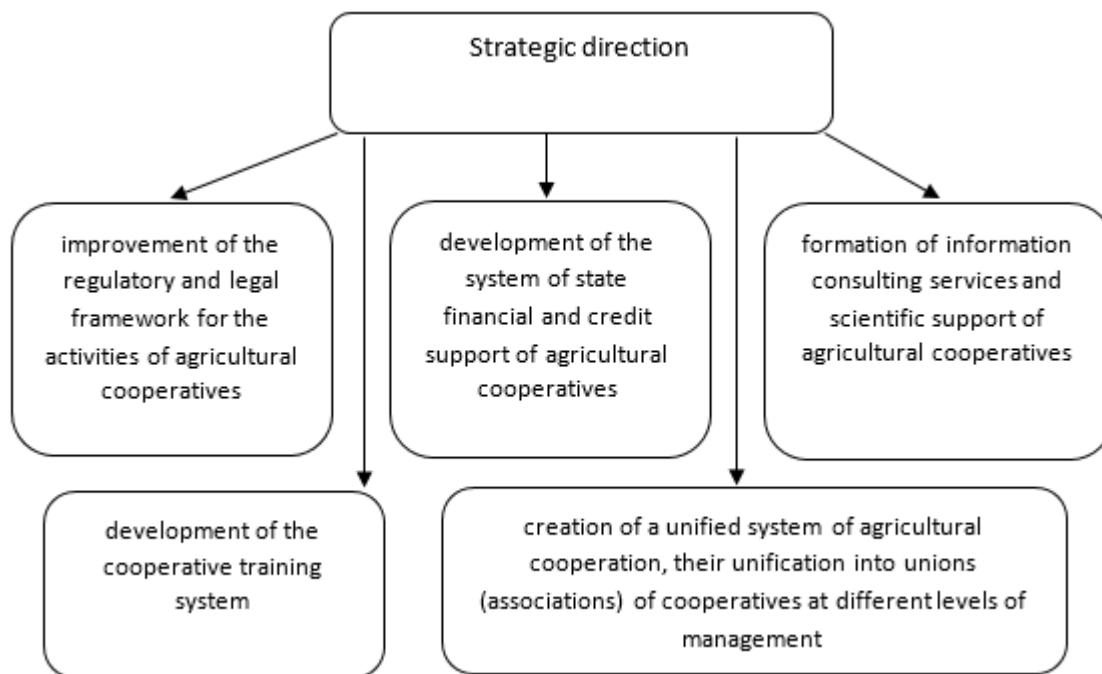 Strategic direction
improvement of the
regulatory and legal
framework for the
activities of agricultural
cooperatives
development of the
system of state
financial and credit
support of agricultural
cooperatives
formation of information
consulting services and
scientific support of
agricultural cooperatives
development of the
cooperative training
system
creation of a unified system of agricultural
cooperation, their unification into unions
(associations) of cooperatives at different levels of
management